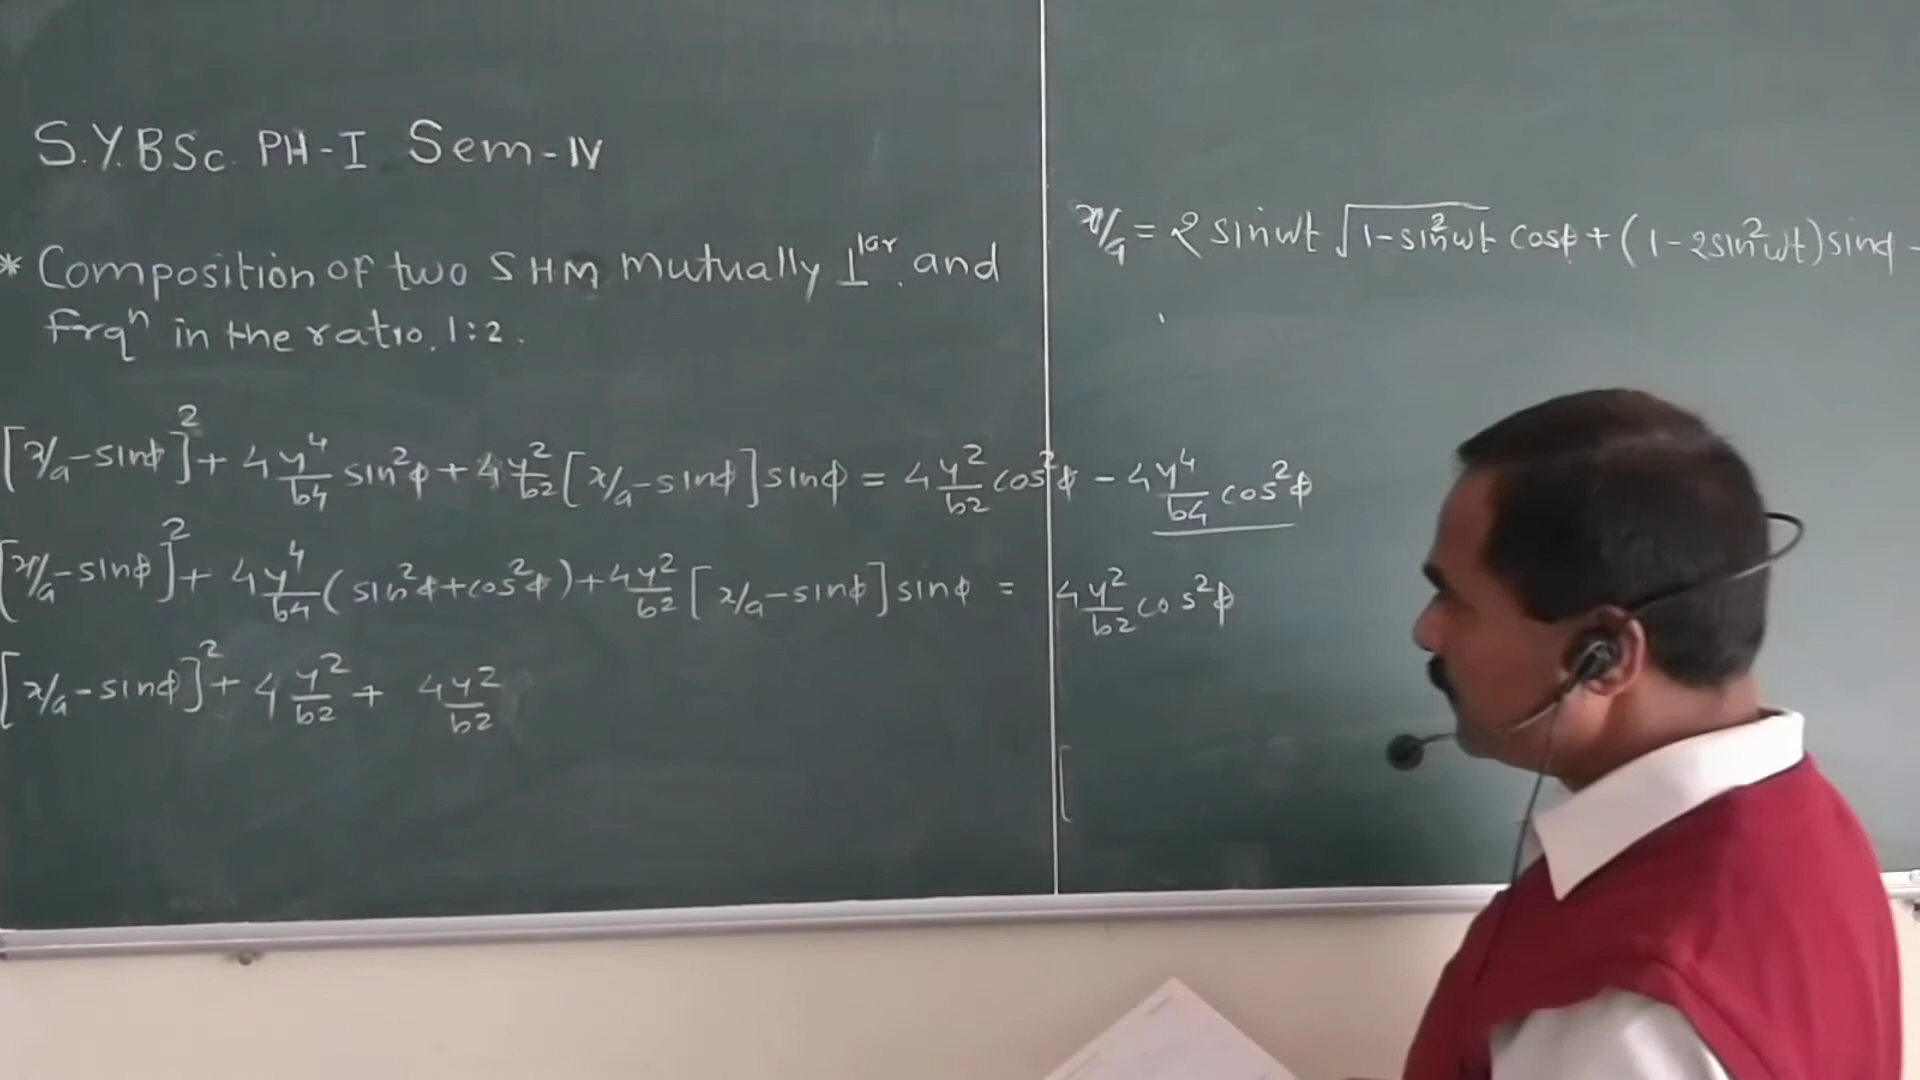 S.Y.BSc PH-I Sem-IV
* Composition of two SHM mutually ⊥lar. and
Frqⁿ in the ratio. 1:2.
[x/a - sinϕ]² + 4 y⁴/b4 sin²ϕ + 4 y²/b2 [x/a - sinϕ] sinϕ = 4 y²/b2 cos²ϕ - 4 y⁴/b4 cos²ϕ
[x/a - sinϕ]² + 4 y⁴/b4 (sin²ϕ + cos²ϕ) + 4 y²/b2 [x/a - sinϕ] sinϕ = 4 y²/b2 cos²ϕ
[x/a - sinϕ]² + 4 y²/b2 + 4 y²/b2
x/a = 2 sinωt √(1-sin²ωt) cosϕ + (1 - 2sin²ωt) sinϕ -
[